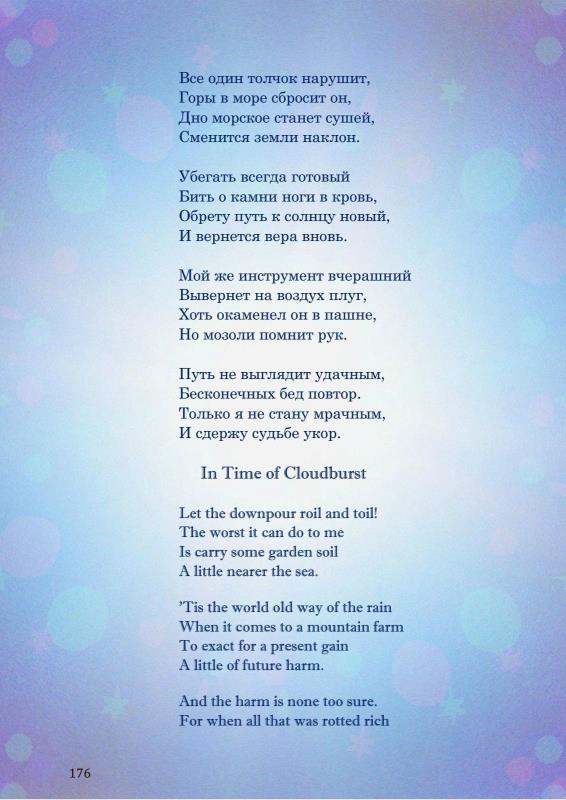 Все один толчок нарушит,
Горы в море сбросит он,
Дно морское станет сушей,
Сменится земли наклон.
Убегать всегда готовый
Бить о камни ноги в кровь,
Обрету путь к солнцу новый,
И вернется вера вновь.
Мой же инструмент вчерашний
Вывернет на воздух плуг,
Хоть окаменел он в пашне,
Но мозоли помнит рук.
Путь не выглядит удачным,
Бесконечных бед повтор.
Только я не стану мрачным,
И сдержу судьбе укор.
In Time of Cloudburst
Let the downpour roil and toil!
The worst it can do to me
Is carry some garden soil
A little nearer the sea.
’Tis the world old way of the rain
When it comes to a mountain farm
To exact for a present gain
A little of future harm.
And the harm is none too sure.
For when all that was rotted rich
176